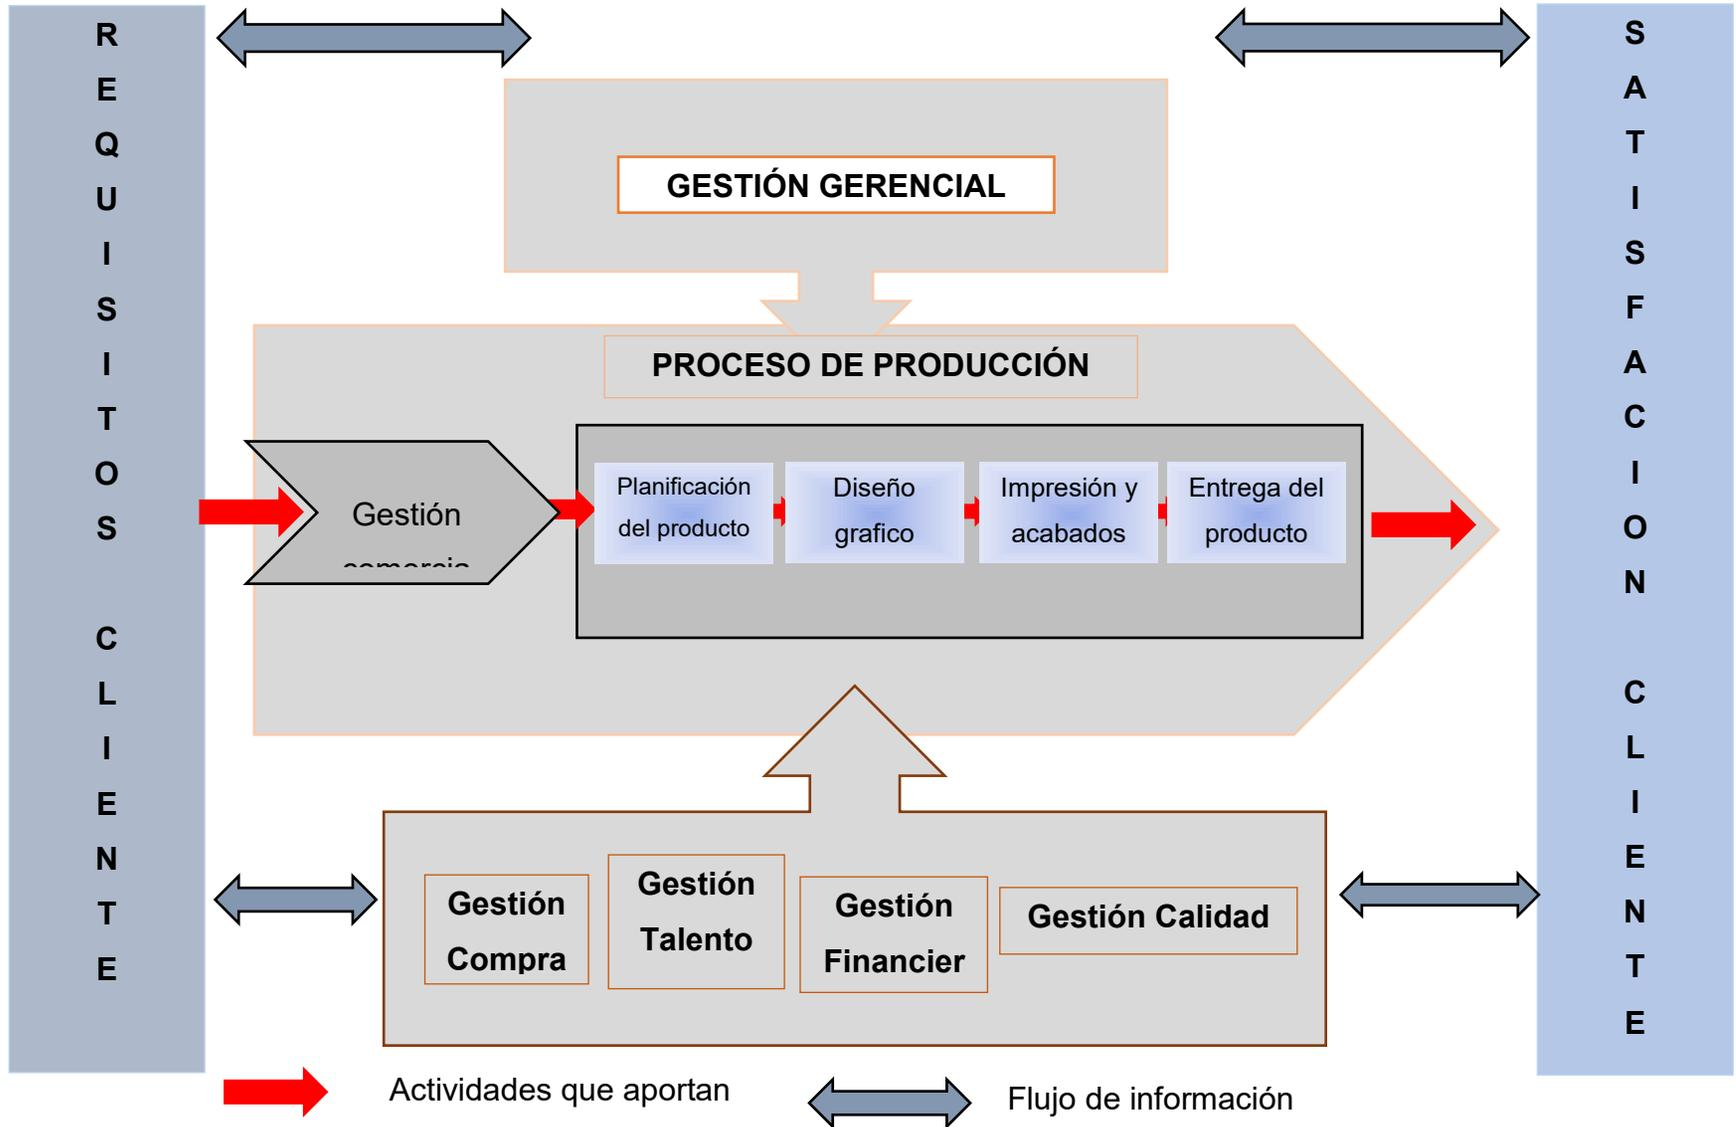 REQUISITOS CLIENTE
GESTIÓN GERENCIAL
PROCESO DE PRODUCCIÓN
Gestión
comercia
Planificación
del producto
Diseño
grafico
Impresión y
acabados
Entrega del
producto
Gestión
Compra
Gestión
Talento
Gestión
Financier
Gestión Calidad
SATISFACION CLIENTE
Actividades que aportan
Flujo de información